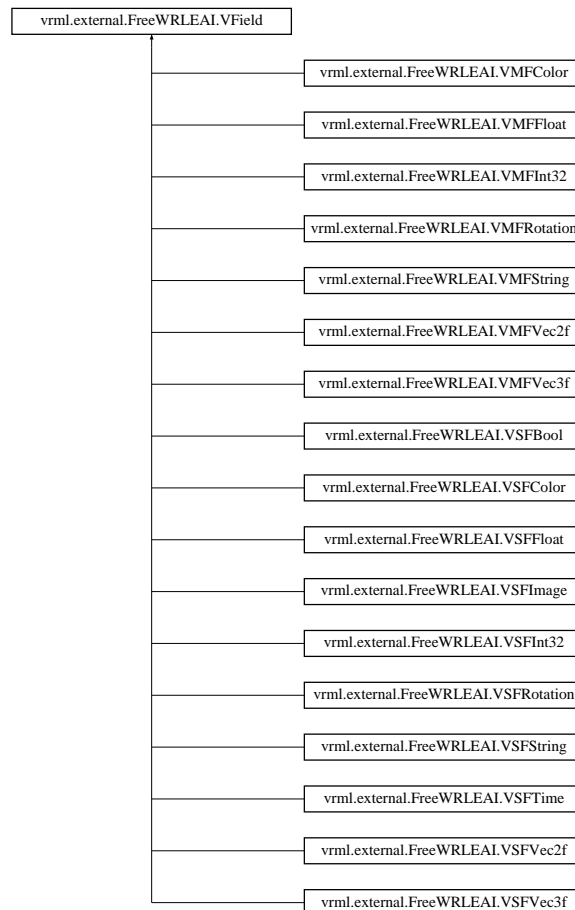 vrml.external.FreeWRLEAI.VField
vrml.external.FreeWRLEAI.VMFColor
vrml.external.FreeWRLEAI.VMFFloat
vrml.external.FreeWRLEAI.VMFInt32
vrml.external.FreeWRLEAI.VMFRotation
vrml.external.FreeWRLEAI.VMFString
vrml.external.FreeWRLEAI.VMFVec2f
vrml.external.FreeWRLEAI.VMFVec3f
vrml.external.FreeWRLEAI.VSFBool
vrml.external.FreeWRLEAI.VSFColor
vrml.external.FreeWRLEAI.VSFFloat
vrml.external.FreeWRLEAI.VSFImage
vrml.external.FreeWRLEAI.VSFInt32
vrml.external.FreeWRLEAI.VSFRotation
vrml.external.FreeWRLEAI.VSFString
vrml.external.FreeWRLEAI.VSFTime
vrml.external.FreeWRLEAI.VSFVec2f
vrml.external.FreeWRLEAI.VSFVec3f